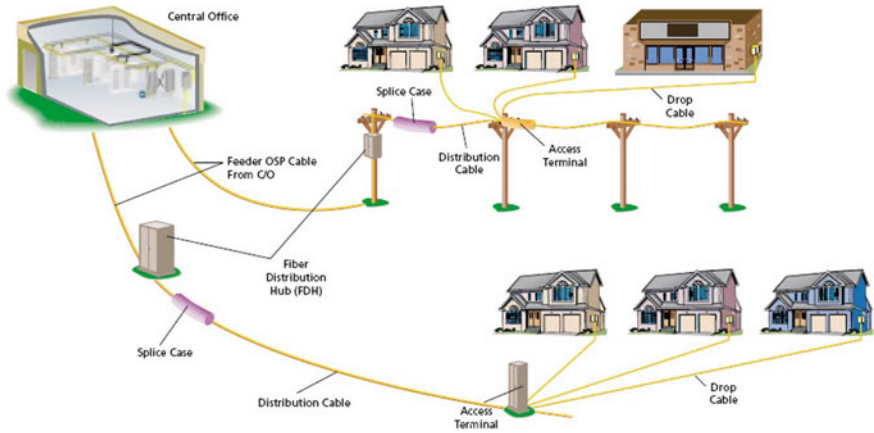 Central Office
Splice Case
Drop
Cable
Distribution
Cable
Access
Terminal
Feeder OSP Cable
From C/O
Fiber
Distribution
Hub (FDH)
Splice Case
Distribution Cable
Access
Terminal
Drop
Cable